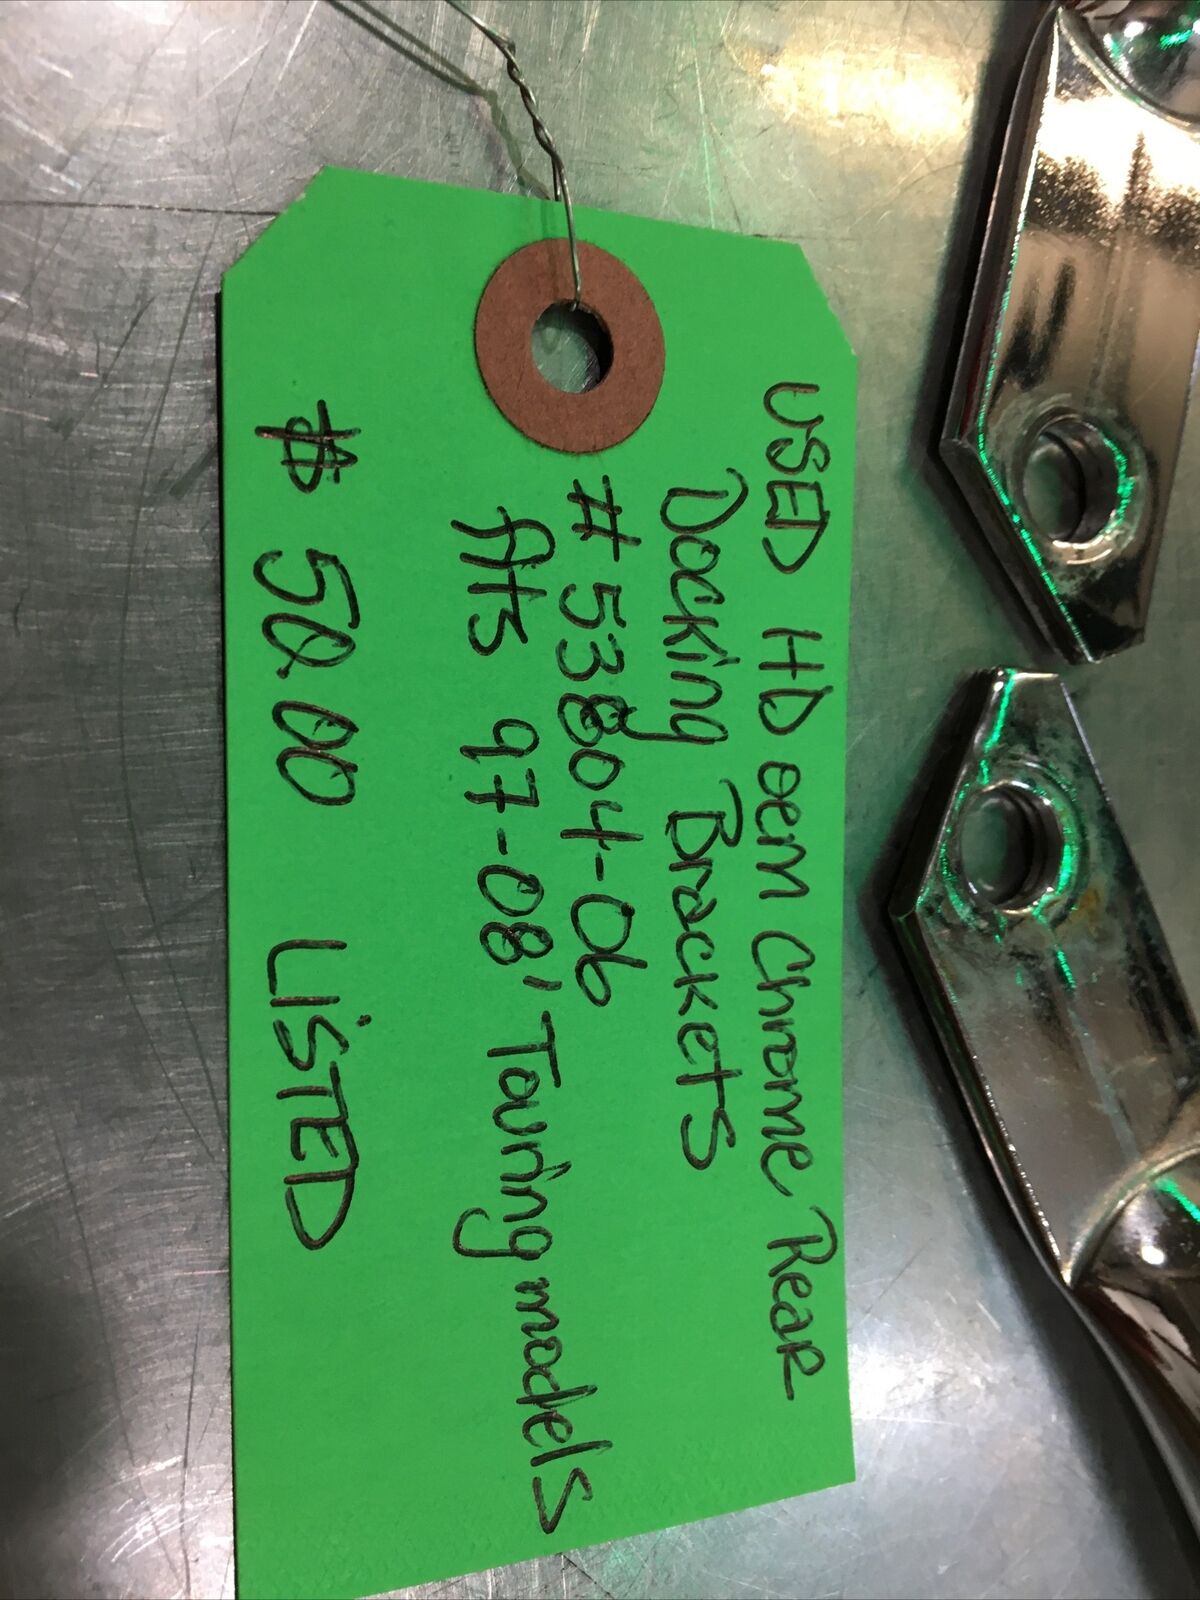 USED HD oem Chrome Rear
Docking Brackets
#53804-06
fits 97-08' Touring models
$50.00 LISTED